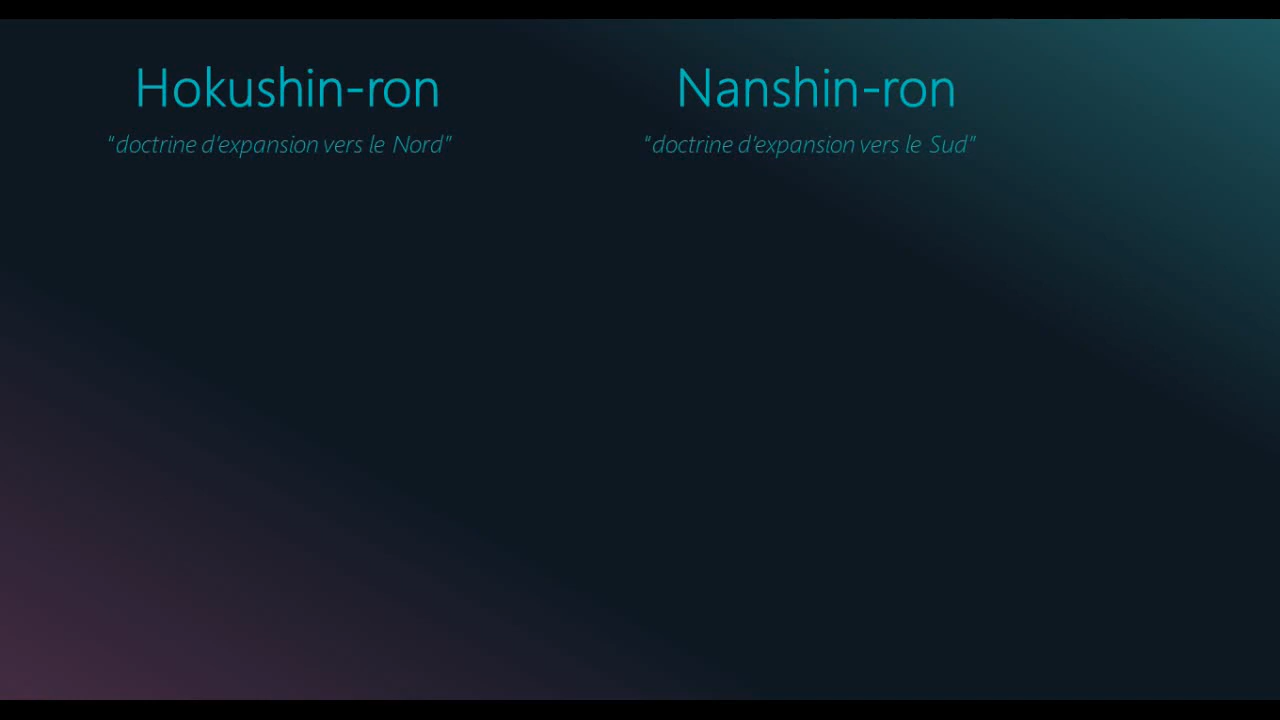 Hokushin-ron
"doctrine d'expansion vers le Nord"
Nanshin-ron
"doctrine d'expansion vers le Sud"